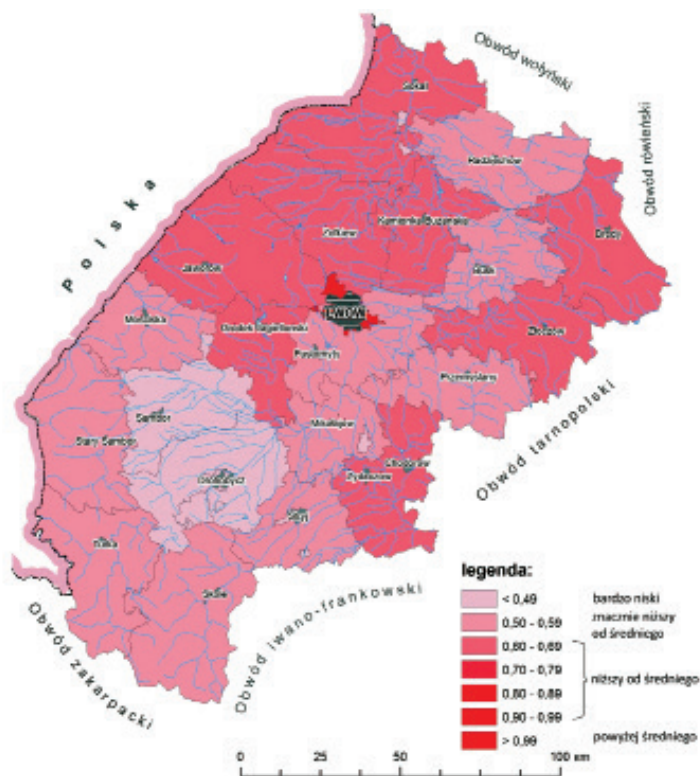 Obwód wołyński
Obwód rówieński
Polska
Sokal
Radziechów
Kamionka Buzańska
Żółkiew
Brody
Busk
Jaworów
LWÓW
Mościska
Gródek Jagielloński
Złoczów
Pustomyty
Przemyślany
Sambor
Mikołajów
Stary Sambor
Chodorów
Żydaczów
Drohobycz
Stryj
Turka
Skole
Obwód tarnopolski
Obwód iwano-frankowski
Obwód zakarpacki
legenda:
< 0,49 bardzo niski
0,50 - 0,59 znacznie niższy
od średniego
0,60 - 0,69
0,70 - 0,79 niższy od średniego
0,80 - 0,89
0,90 - 0,99
> 0,99 powyżej średniego
0 25 50 100 km